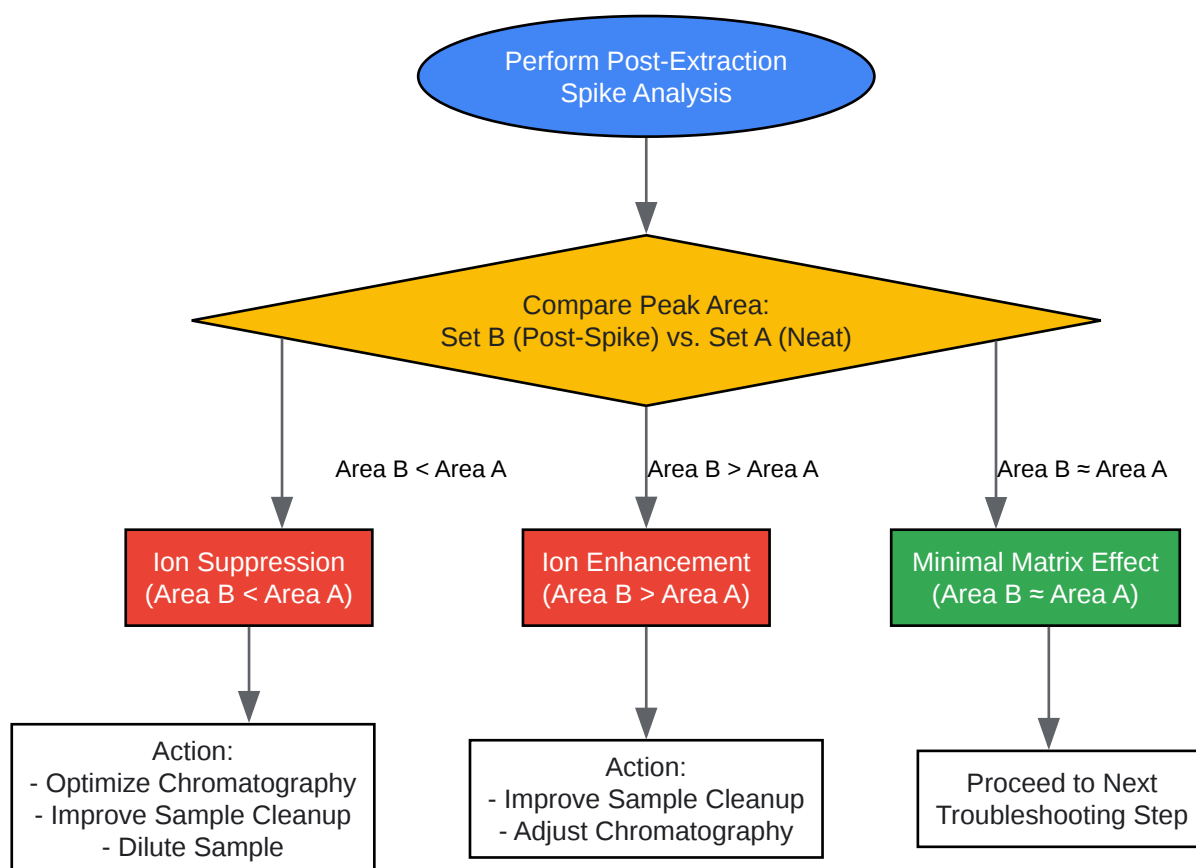 Perform Post-Extraction
Spike Analysis
Compare Peak Area:
Set B (Post-Spike) vs. Set A (Neat)
Area B < Area A
Area B > Area A
Area B ≈ Area A
Ion Suppression
(Area B < Area A)
Ion Enhancement
(Area B > Area A)
Minimal Matrix Effect
(Area B ≈ Area A)
Action:
- Optimize Chromatography
- Improve Sample Cleanup
- Dilute Sample
Action:
- Improve Sample Cleanup
- Adjust Chromatography
Proceed to Next
Troubleshooting Step